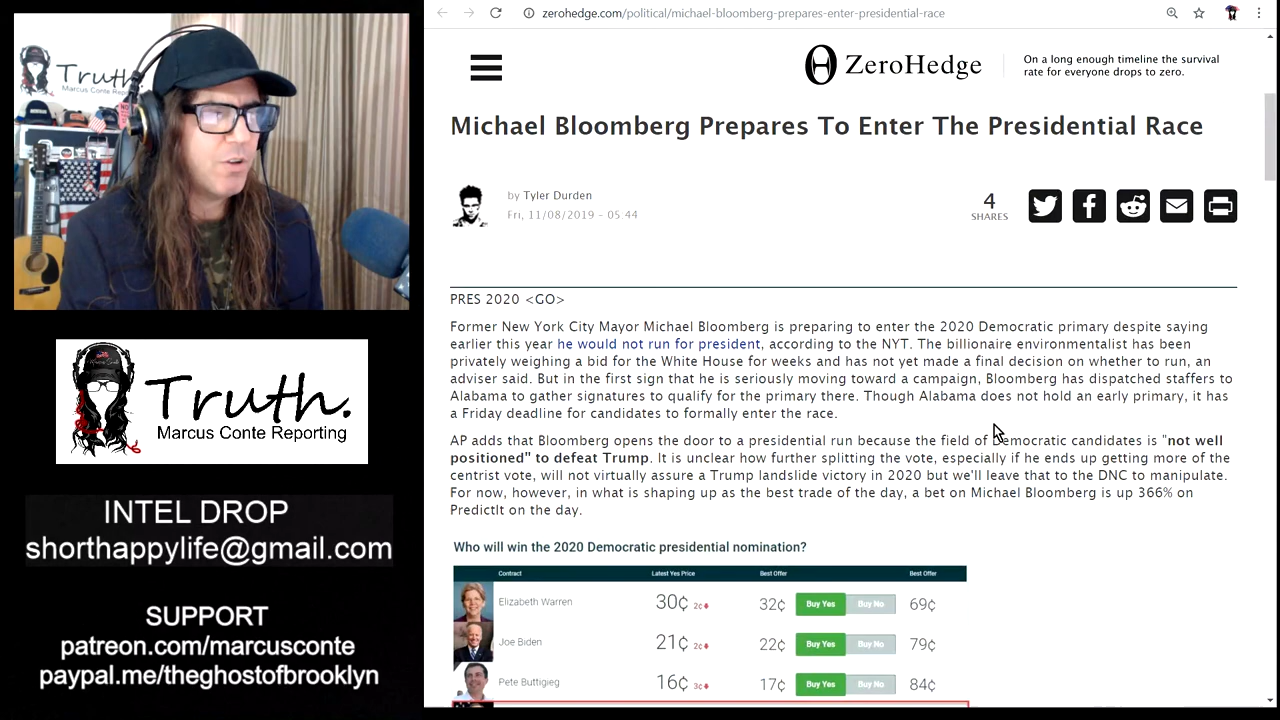 Truth.
Marcus Conte Reporting
Truth.
Marcus Conte Reporting
INTEL DROP
shorthappylife@gmail.com
SUPPORT
patreon.com/marcusconte
paypal.me/theghostofbrooklyn
zerohedge.com/political/michael-bloomberg-prepares-enter-presidential-race
ZeroHedge
On a long enough timeline the survival
rate for everyone drops to zero.
Michael Bloomberg Prepares To Enter The Presidential Race
by Tyler Durden
Fri, 11/08/2019 - 05:44
4
SHARES
PRES 2020 <GO>
Former New York City Mayor Michael Bloomberg is preparing to enter the 2020 Democratic primary despite saying
earlier this year he would not run for president, according to the NYT. The billionaire environmentalist has been
privately weighing a bid for the White House for weeks and has not yet made a final decision on whether to run, an
adviser said. But in the first sign that he is seriously moving toward a campaign, Bloomberg has dispatched staffers to
Alabama to gather signatures to qualify for the primary there. Though Alabama does not hold an early primary, it has
a Friday deadline for candidates to formally enter the race.
AP adds that Bloomberg opens the door to a presidential run because the field of Democratic candidates is "not well
positioned" to defeat Trump. It is unclear how further splitting the vote, especially if he ends up getting more of the
centrist vote, will not virtually assure a Trump landslide victory in 2020 but we'll leave that to the DNC to manipulate.
For now, however, in what is shaping up as the best trade of the day, a bet on Michael Bloomberg is up 366% on
PredictIt on the day.
Who will win the 2020 Democratic presidential nomination?
Contract Latest Yes Price Best Offer Best Offer
Elizabeth Warren 30¢ 2¢ 32¢ Buy Yes Buy No 69¢
Joe Biden 21¢ 2¢ 22¢ Buy Yes Buy No 79¢
Pete Buttigieg 16¢ 3¢ 17¢ Buy Yes Buy No 84¢